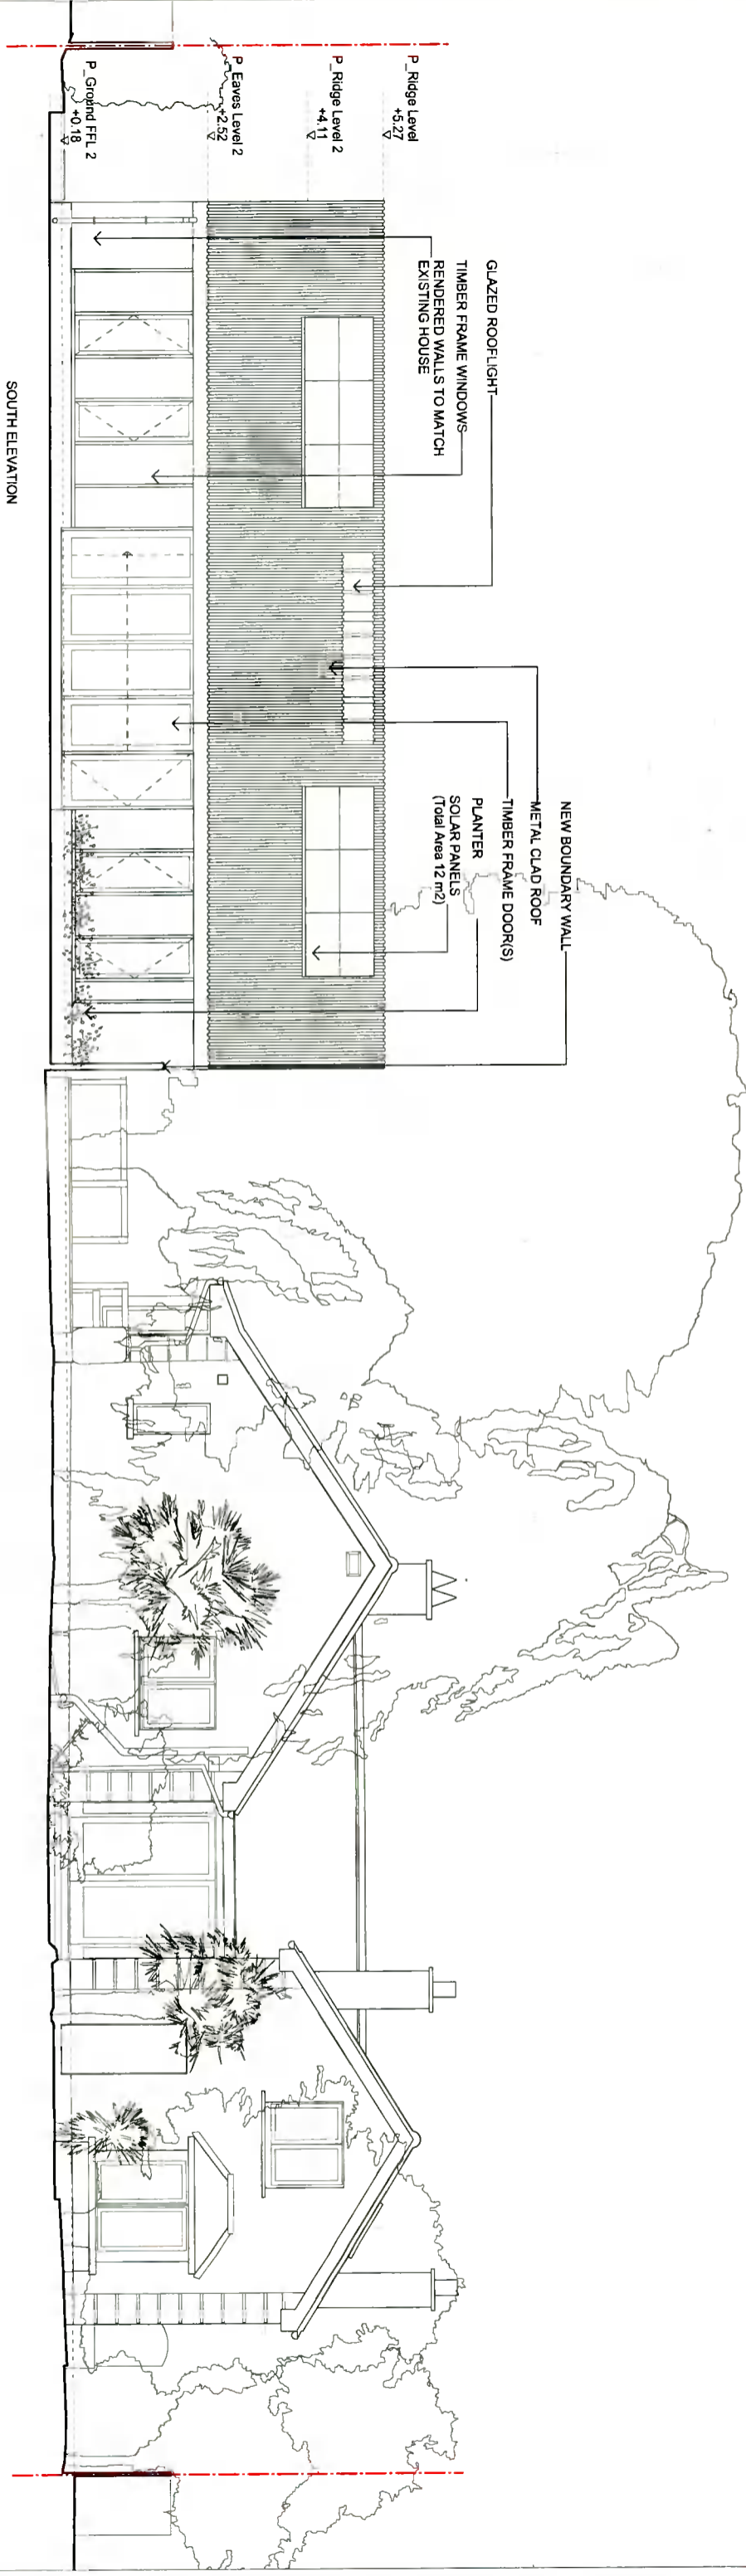 P_Ridge Level
+5.27
P_Ridge Level 2
+4.11
P_Eaves Level 2
+2.52
P_Ground FFL 2
+0.18
GLAZED ROOFLIGHT
TIMBER FRAME WINDOWS
RENDERED WALLS TO MATCH
EXISTING HOUSE
NEW BOUNDARY WALL
METAL CLAD ROOF
TIMBER FRAME DOOR(S)
PLANTER
SOLAR PANELS
(Total Area 12 m2)
SOUTH ELEVATION